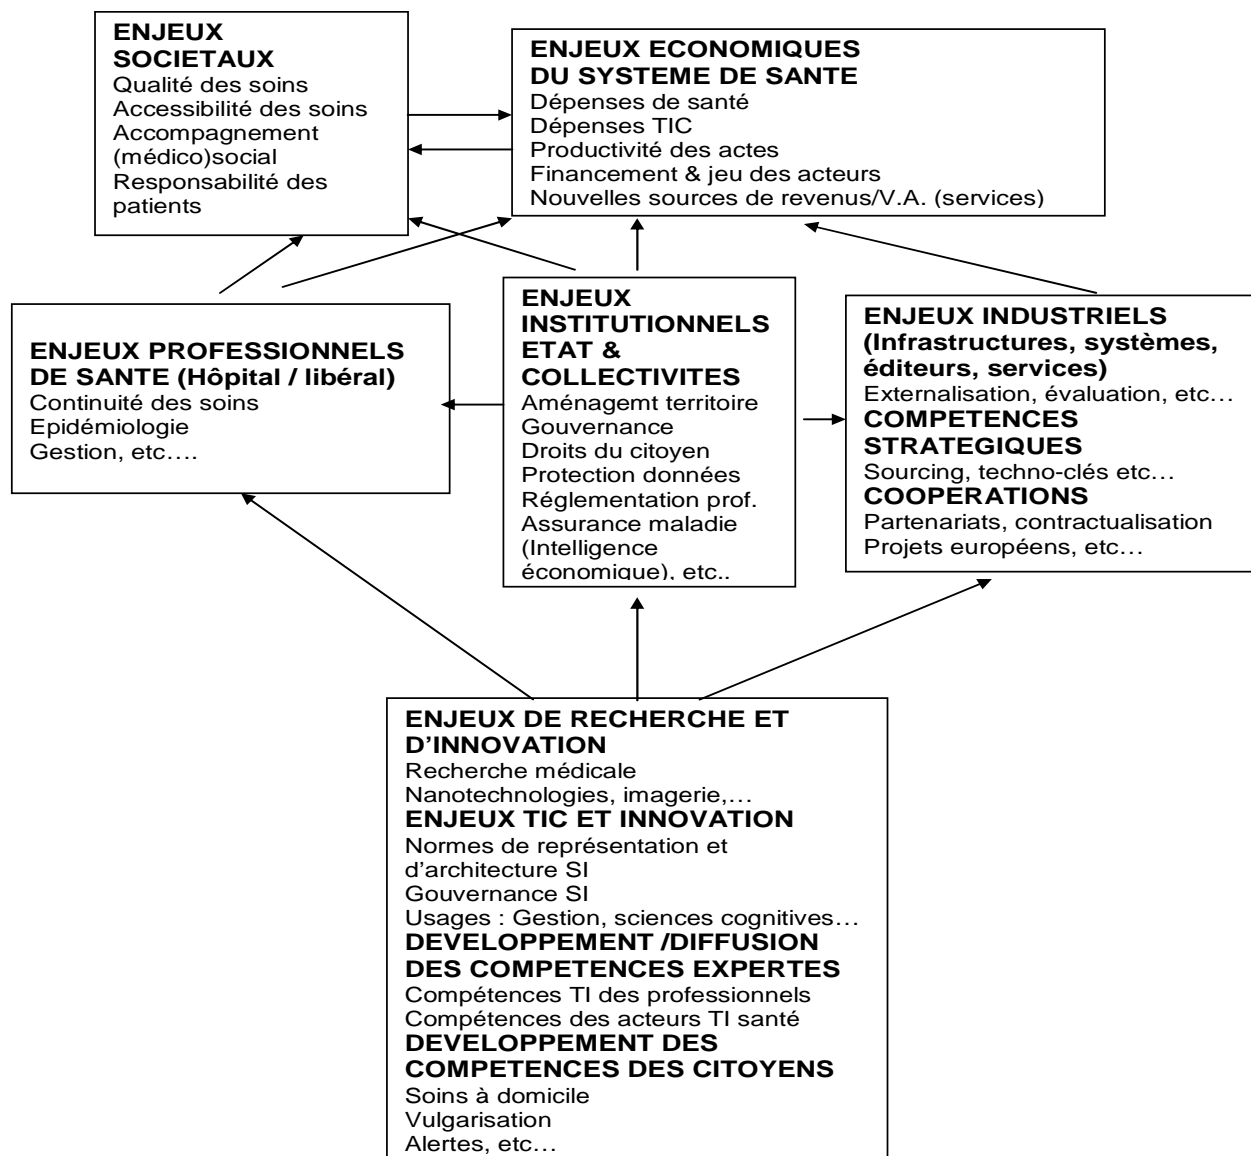 ENJEUX
SOCIETAUX
Qualité des soins
Accessibilité des soins
Accompagnement
(médico)social
Responsabilité des
patients
ENJEUX ECONOMIQUES
DU SYSTEME DE SANTE
Dépenses de santé
Dépenses TIC
Productivité des actes
Financement & jeu des acteurs
Nouvelles sources de revenus/V.A. (services)
ENJEUX PROFESSIONNELS
DE SANTE (Hôpital / libéral)
Continuité des soins
Epidémiologie
Gestion, etc….
ENJEUX
INSTITUTIONNELS
ETAT &
COLLECTIVITES
Aménagemt territoire
Gouvernance
Droits du citoyen
Protection données
Réglementation prof.
Assurance maladie
(Intelligence
économique), etc..
ENJEUX INDUSTRIELS
(Infrastructures, systèmes,
éditeurs, services)
Externalisation, évaluation, etc…
COMPETENCES
STRATEGIQUES
Sourcing, techno-clés etc…
COOPERATIONS
Partenariats, contractualisation
Projets européens, etc…
ENJEUX DE RECHERCHE ET
D’INNOVATION
Recherche médicale
Nanotechnologies, imagerie,…
ENJEUX TIC ET INNOVATION
Normes de représentation et
d’architecture SI
Gouvernance SI
Usages : Gestion, sciences cognitives…
DEVELOPPEMENT /DIFFUSION
DES COMPETENCES EXPERTES
Compétences TI des professionnels
Compétences des acteurs TI santé
DEVELOPPEMENT DES
COMPETENCES DES CITOYENS
Soins à domicile
Vulgarisation
Alertes, etc…